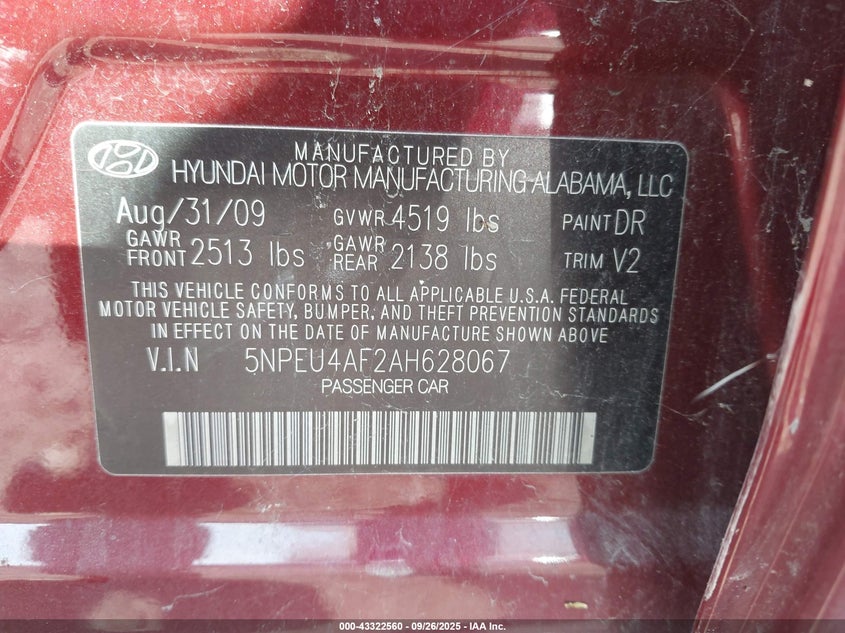 MANUFACTURED BY
HYUNDAI MOTOR MANUFACTURING ALABAMA, LLC
Aug/31/09 GVWR 4519 lbs PAINT DR
GAWR FRONT 2513 lbs GAWR REAR 2138 lbs TRIM V2
THIS VEHICLE CONFORMS TO ALL APPLICABLE U.S.A. FEDERAL
MOTOR VEHICLE SAFETY, BUMPER, AND THEFT PREVENTION STANDARDS
IN EFFECT ON THE DATE OF MANUFACTURE SHOWN ABOVE
V.I.N 5NPEU4AF2AH628067
PASSENGER CAR
000-43322560 - 09/26/2025 - IAA Inc.